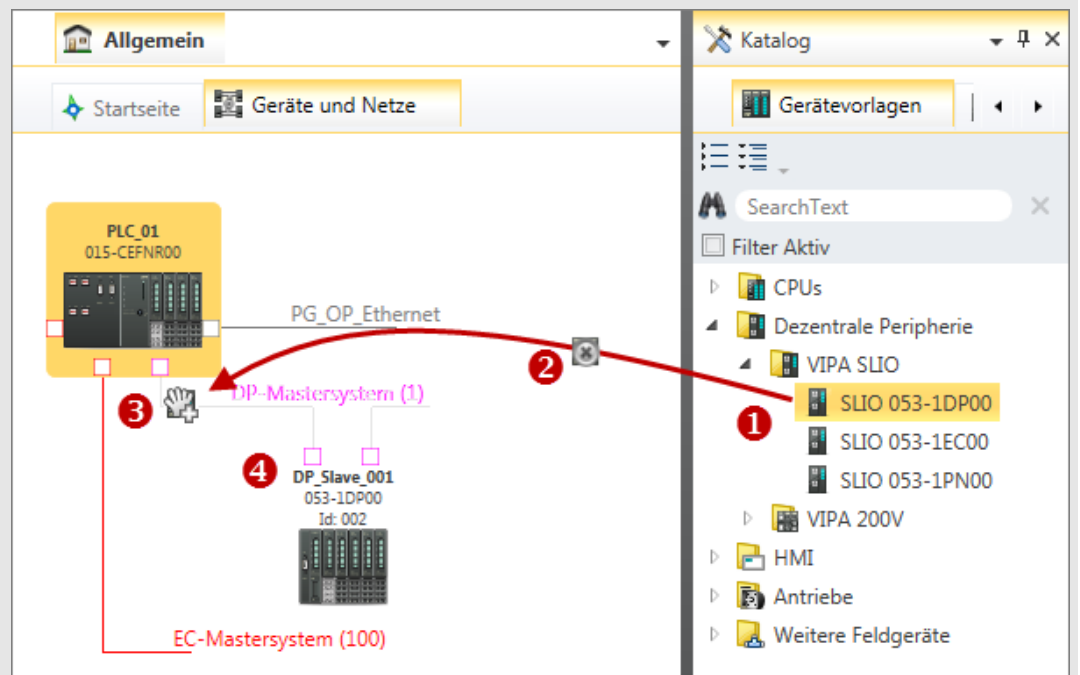 Allgemein
Startseite
Geräte und Netze
PLC_01
015-CEFNR00
PG_OP_Ethernet
2
3
DP-Mastersystem (1)
4
DP_Slave_001
053-1DP00
Id: 002
EC-Mastersystem (100)
Katalog
Gerätevorlagen
SearchText
Filter Aktiv
CPUs
Dezentrale Peripherie
VIPA SLIO
1
SLIO 053-1DP00
SLIO 053-1EC00
SLIO 053-1PN00
VIPA 200V
HMI
Antriebe
Weitere Feldgeräte